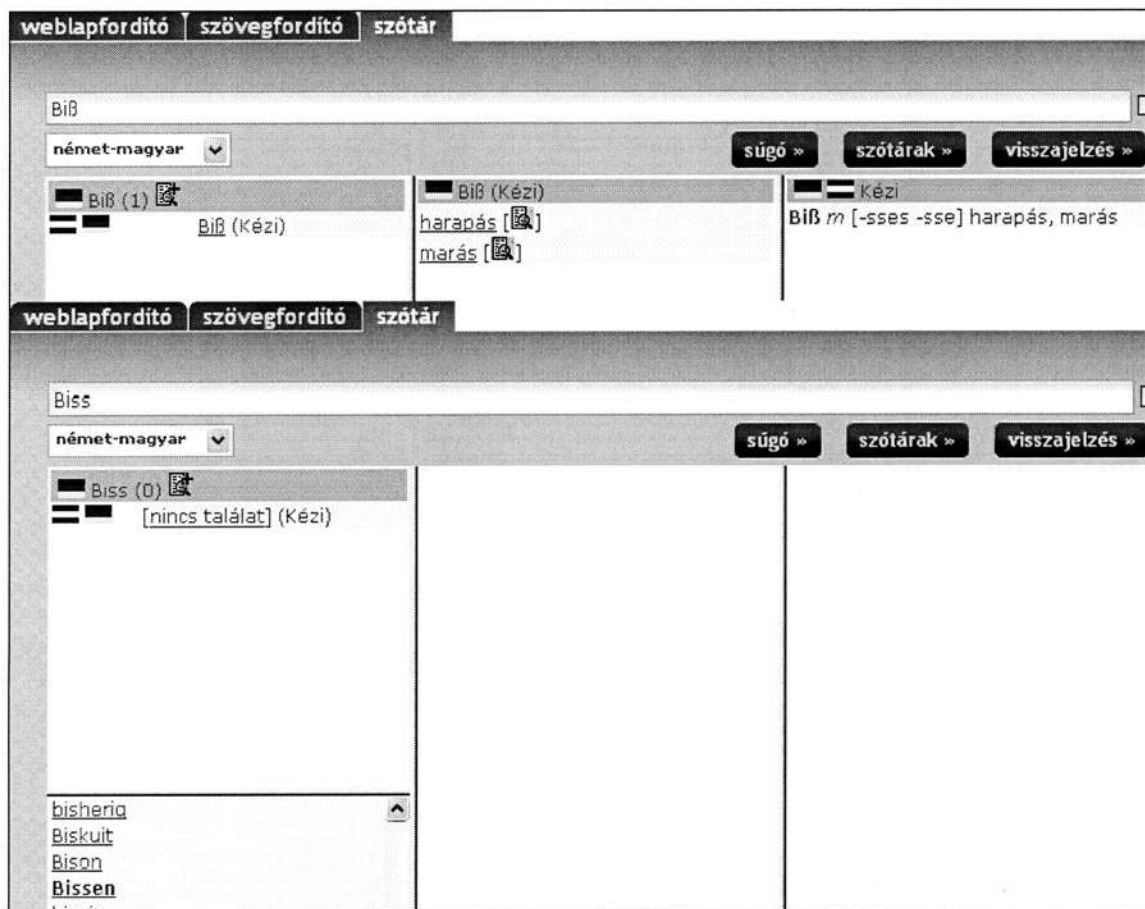 weblapfordító szövegfordító szótár
Biß
német-magyar súgó » szótárak » visszajelzés »
Biß (1)
Biß (Kézi)
Biß (Kézi)
harapás []
marás []
Kézi
Biß m [-sses -sse] harapás, marás
weblapfordító szövegfordító szótár
Biss
német-magyar súgó » szótárak » visszajelzés »
Biss (0)
[nincs találat] (Kézi)
bisherig
Biskuit
Bison
Bissen